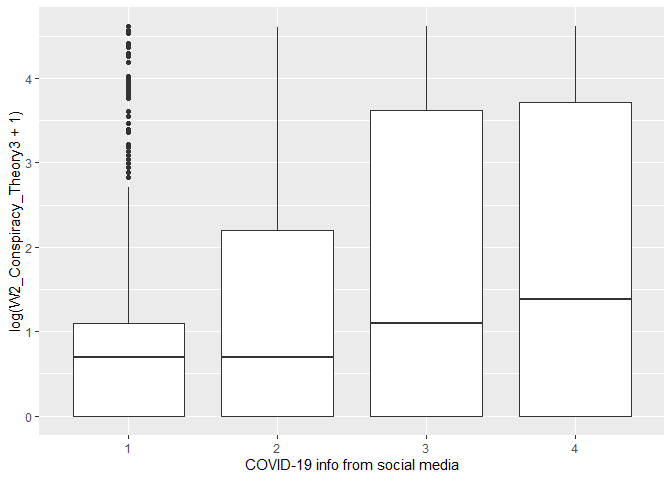 log(W2_Conspiracy_Theory3 + 1)
4
3
2
1
0
1 2 3 4
COVID-19 info from social media